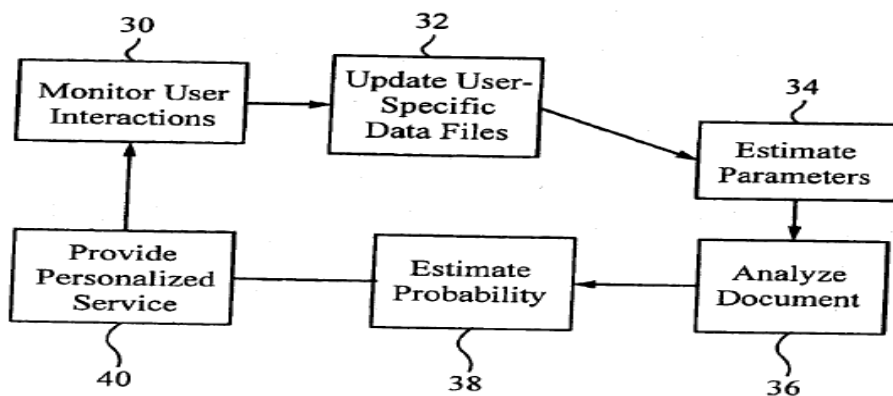 30
Monitor User
Interactions
32
Update User-
Specific
Data Files
34
Estimate
Parameters
Provide
Personalized
Service
40
Estimate
Probability
38
Analyze
Document
36